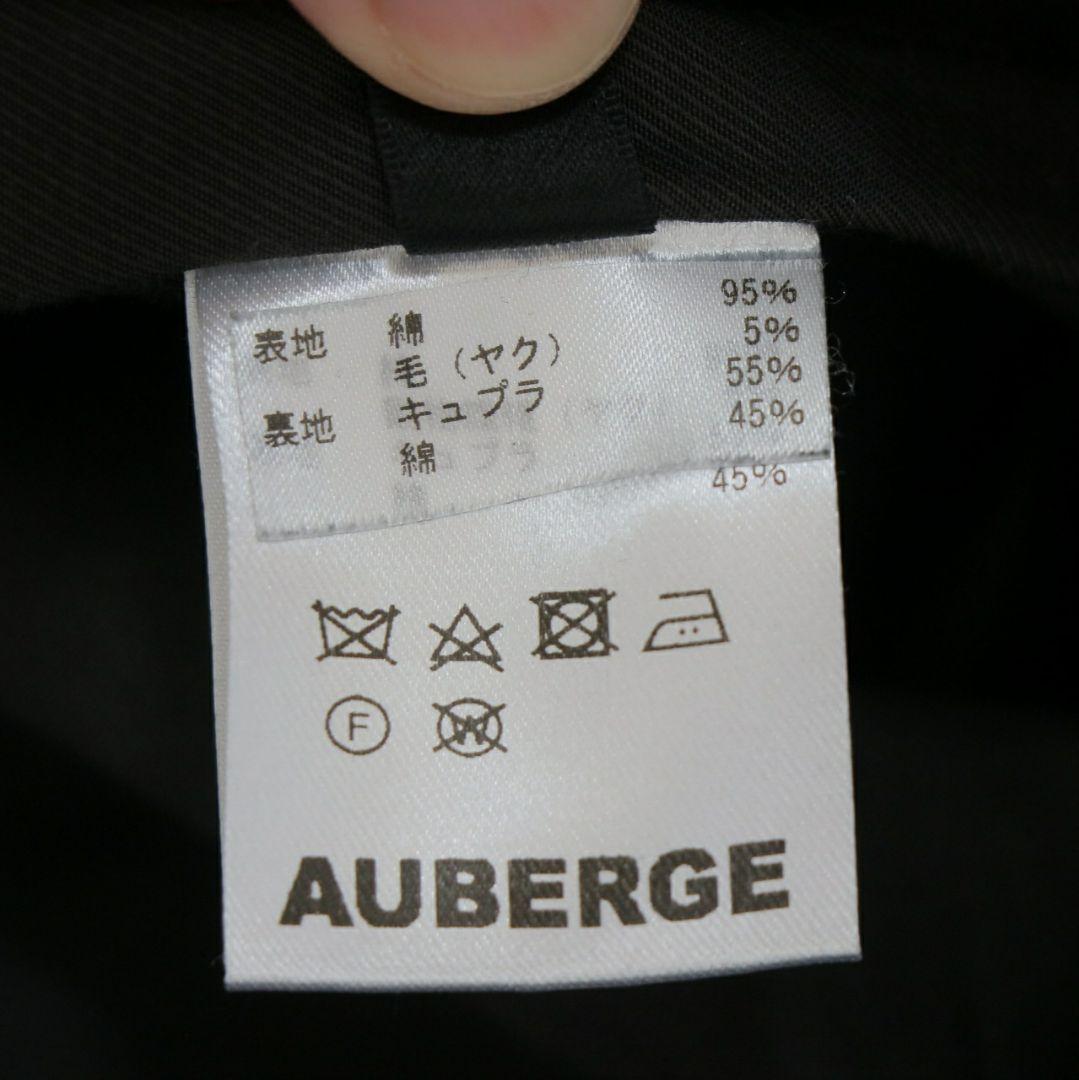 表地 綿 95%
毛 (ヤク) 5%
裏地 キュプラ 55%
綿 45%
45%
F
W
AUBERGE